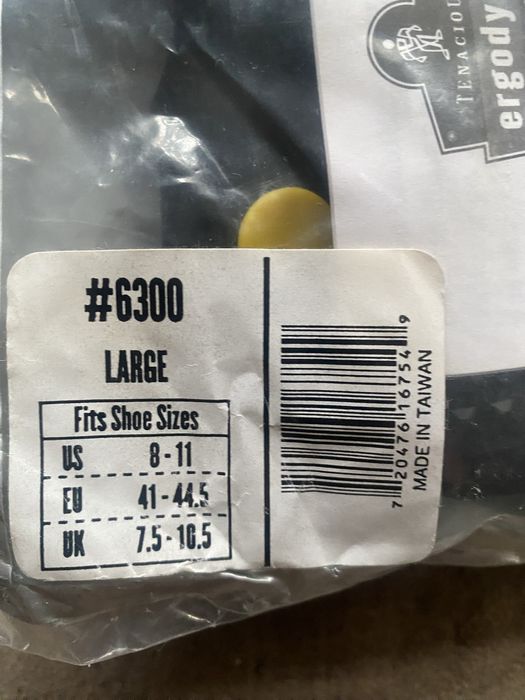 TENACIOU
ergody
#6300
LARGE
Fits Shoe Sizes
US 8 - 11
EU 41 - 44.5
UK 7.5 - 10.5
7 20476 16754 9
MADE IN TAIWAN